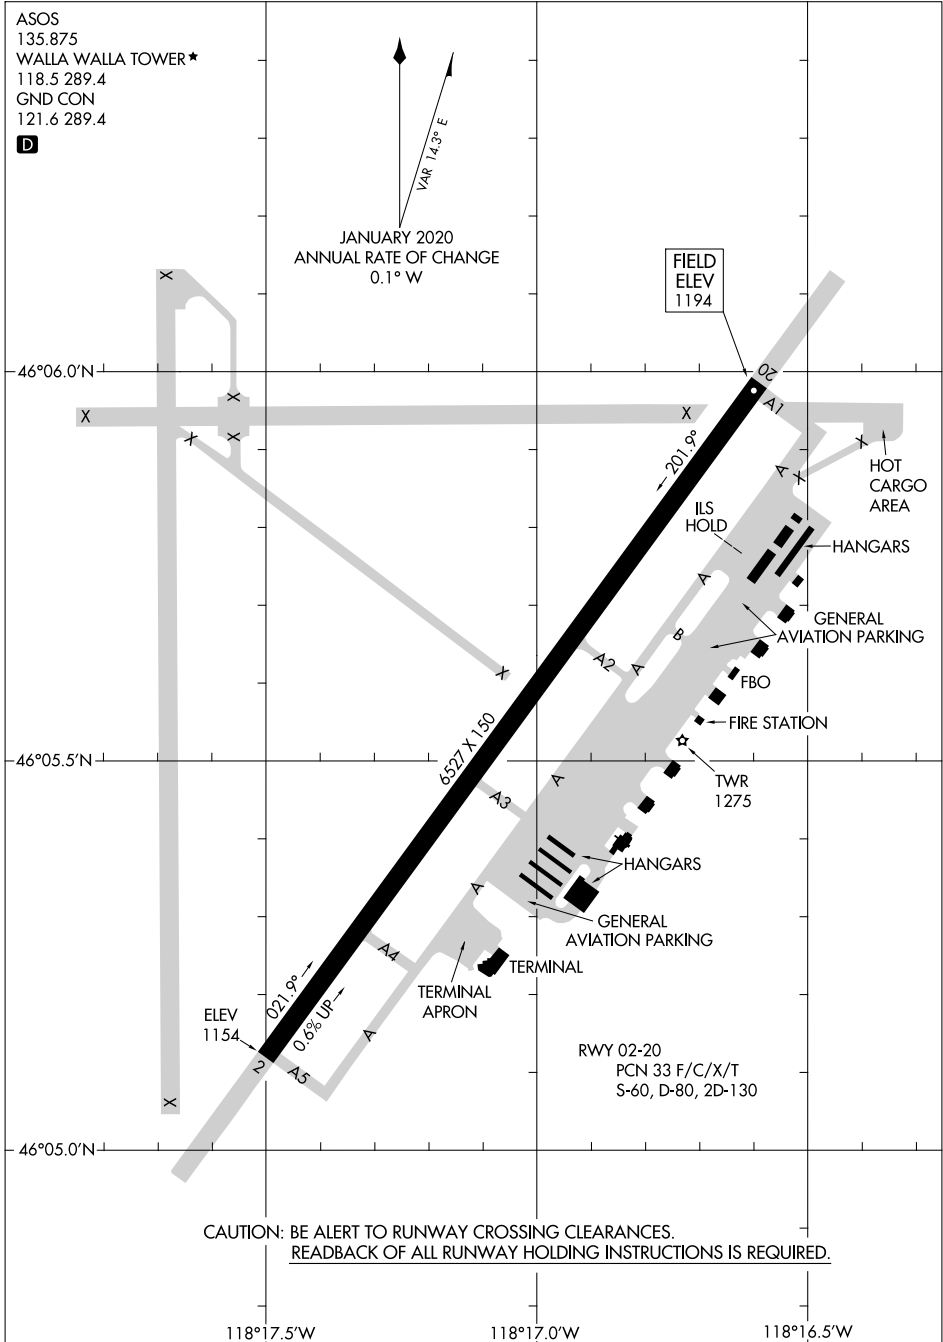 ASOS
135.875
WALLA WALLA TOWER★
118.5 289.4
GND CON
121.6 289.4
D
VAR 14.3° E
JANUARY 2020
ANNUAL RATE OF CHANGE
0.1° W
FIELD
ELEV
1194
X
46°06.0'N
20
X
X
X
A1
X
X
X
201.9°
A
X
HOT
CARGO
AREA
ILS
HOLD
HANGARS
A
GENERAL
AVIATION PARKING
B
A2
A
X
FBO
6527 X 150
FIRE STATION
46°05.5'N
TWR
1275
A
A3
HANGARS
A
GENERAL
AVIATION PARKING
A4
TERMINAL
TERMINAL
APRON
021.9°
0.6% UP
ELEV
1154
A
2
A5
RWY 02-20
PCN 33 F/C/X/T
S-60, D-80, 2D-130
X
46°05.0'N
CAUTION: BE ALERT TO RUNWAY CROSSING CLEARANCES.
READBACK OF ALL RUNWAY HOLDING INSTRUCTIONS IS REQUIRED.
118°17.5'W
118°17.0'W
118°16.5'W